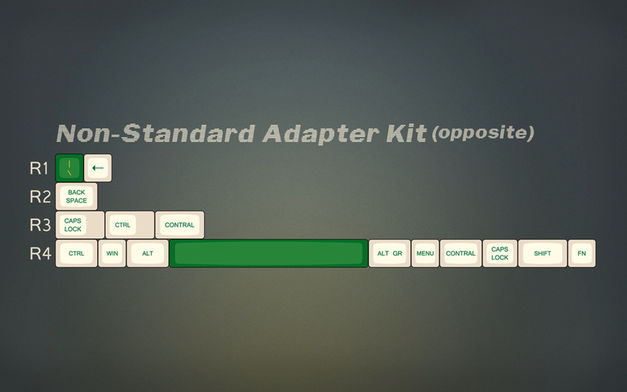 Non-Standard Adapter Kit (opposite)
R1 | \ ←
R2 BACK SPACE
R3 CAPS LOCK CTRL CONTRAL
R4 CTRL WIN ALT ALT GR MENU CONTRAL CAPS LOCK SHIFT FN